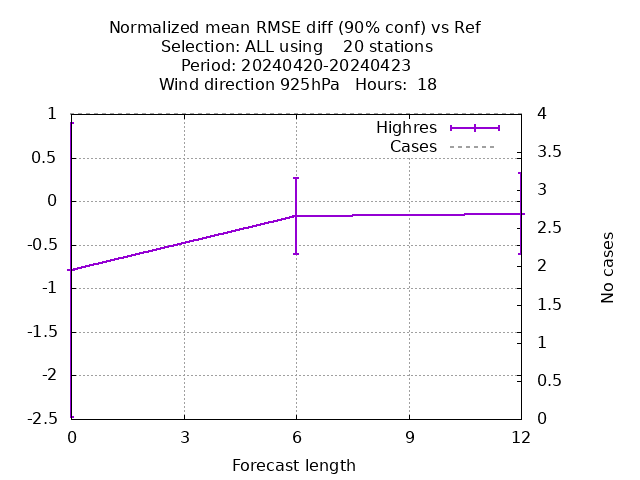 Normalized mean RMSE diff (90% conf) vs Ref
Selection: ALL using    20 stations
Period: 20240420-20240423
Wind direction 925hPa   Hours:  18
Highres
Cases
1
0.5
0
-0.5
-1
-1.5
-2
-2.5
4
3.5
3
2.5
2
1.5
1
0.5
0
No cases
0 3 6 9 12
Forecast length